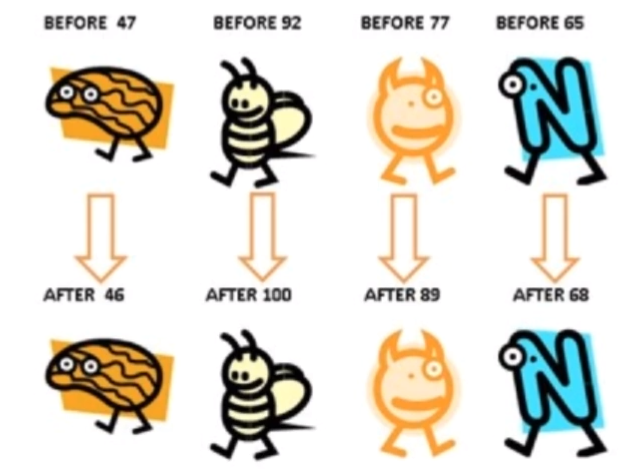 BEFORE 47
BEFORE 92
BEFORE 77
BEFORE 65
N
AFTER 46
AFTER 100
AFTER 89
AFTER 68
N